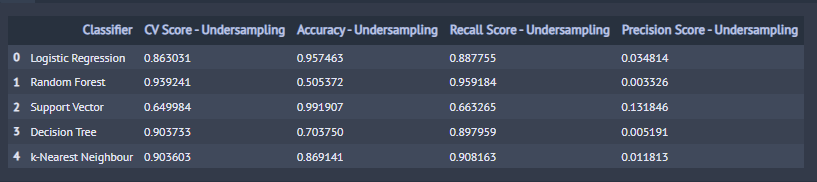 Classifier CV Score - Undersampling Accuracy - Undersampling Recall Score - Undersampling Precision Score - Undersampling
0 Logistic Regression 0.863031 0.957463 0.887755 0.034814
1 Random Forest 0.939241 0.505372 0.959184 0.003326
2 Support Vector 0.649984 0.991907 0.663265 0.131846
3 Decision Tree 0.903733 0.703750 0.897959 0.005191
4 k-Nearest Neighbour 0.903603 0.869141 0.908163 0.011813